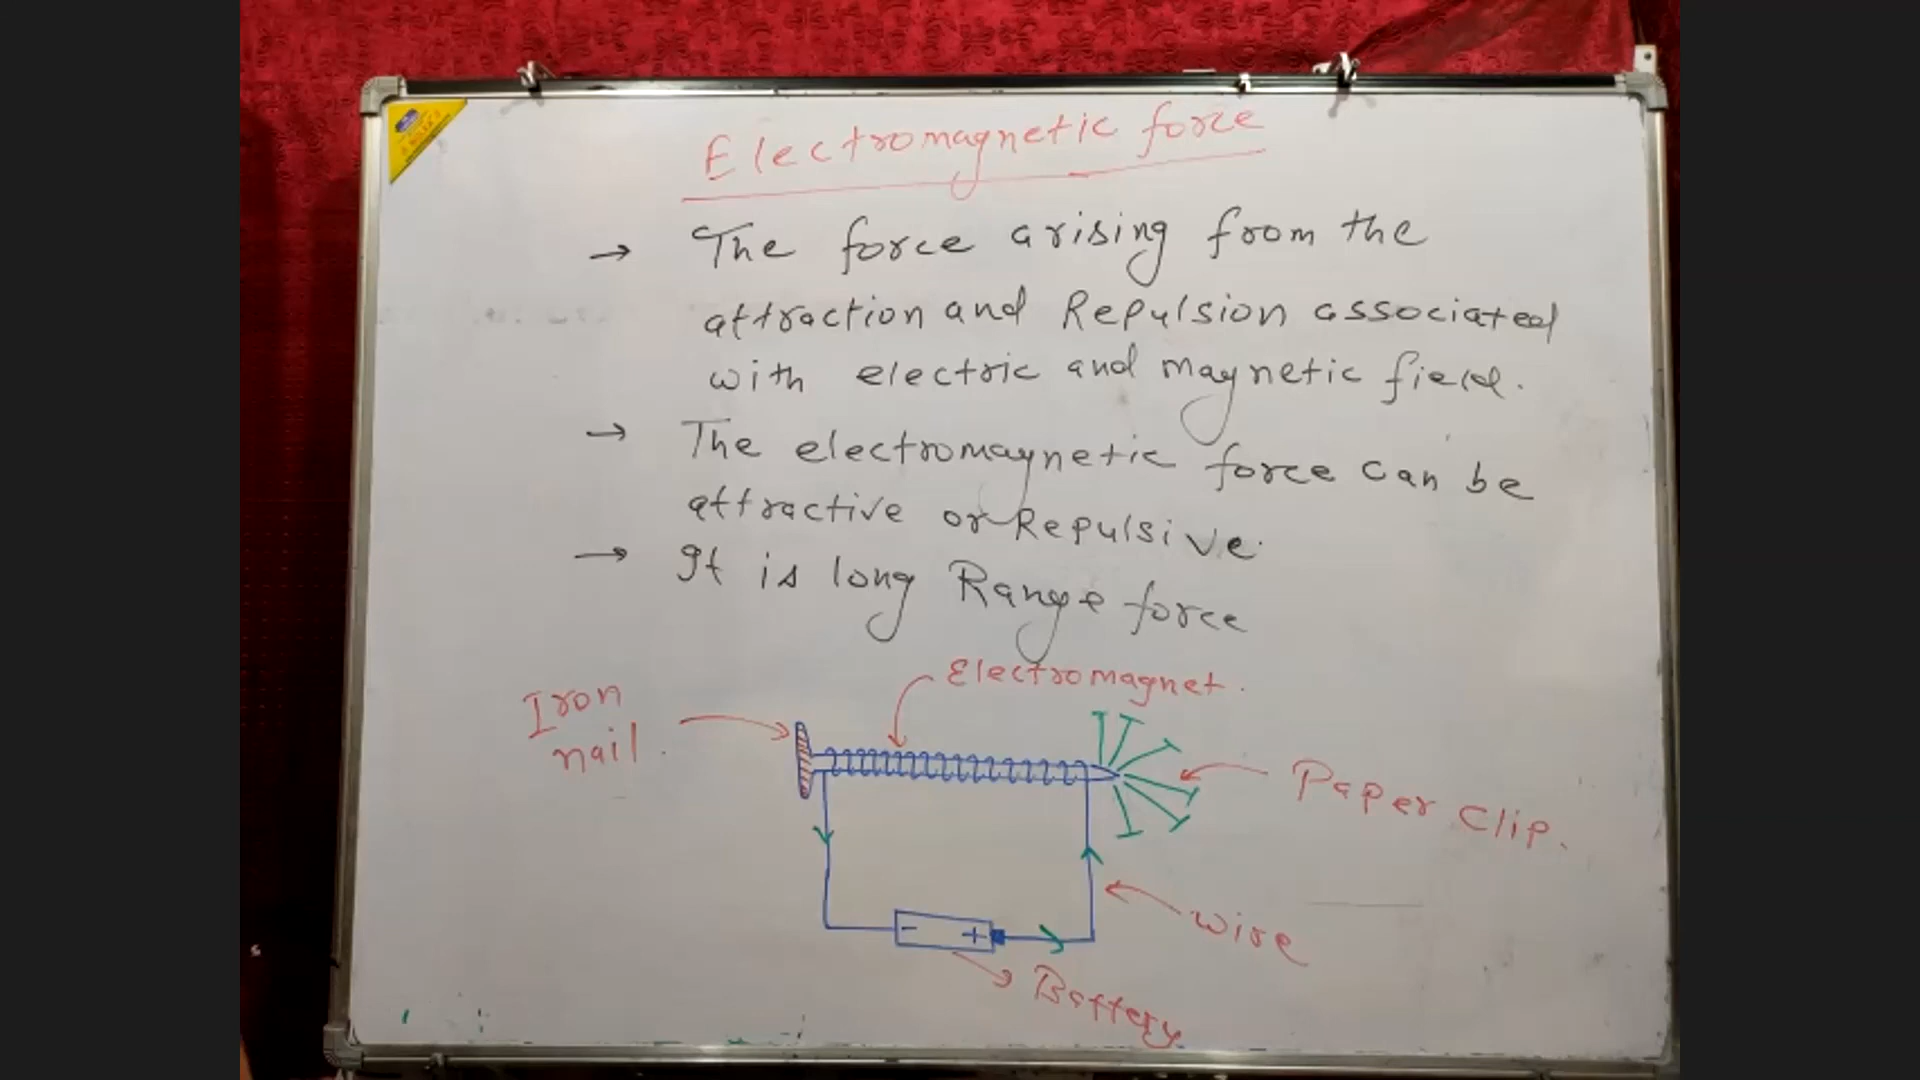 Electromagnetic force
→ The force arising from the
attraction and Repulsion associated
with electric and magnetic field.
→ The electromagnetic force can be
attractive or Repulsive.
→ It is long Range force
Electromagnet.
Iron
nail.
Paper Clip.
wire
- +
Battery